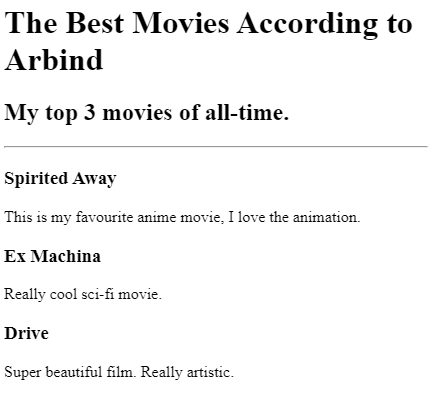 The Best Movies According to
Arbind
My top 3 movies of all-time.
Spirited Away
This is my favourite anime movie, I love the animation.
Ex Machina
Really cool sci-fi movie.
Drive
Super beautiful film. Really artistic.